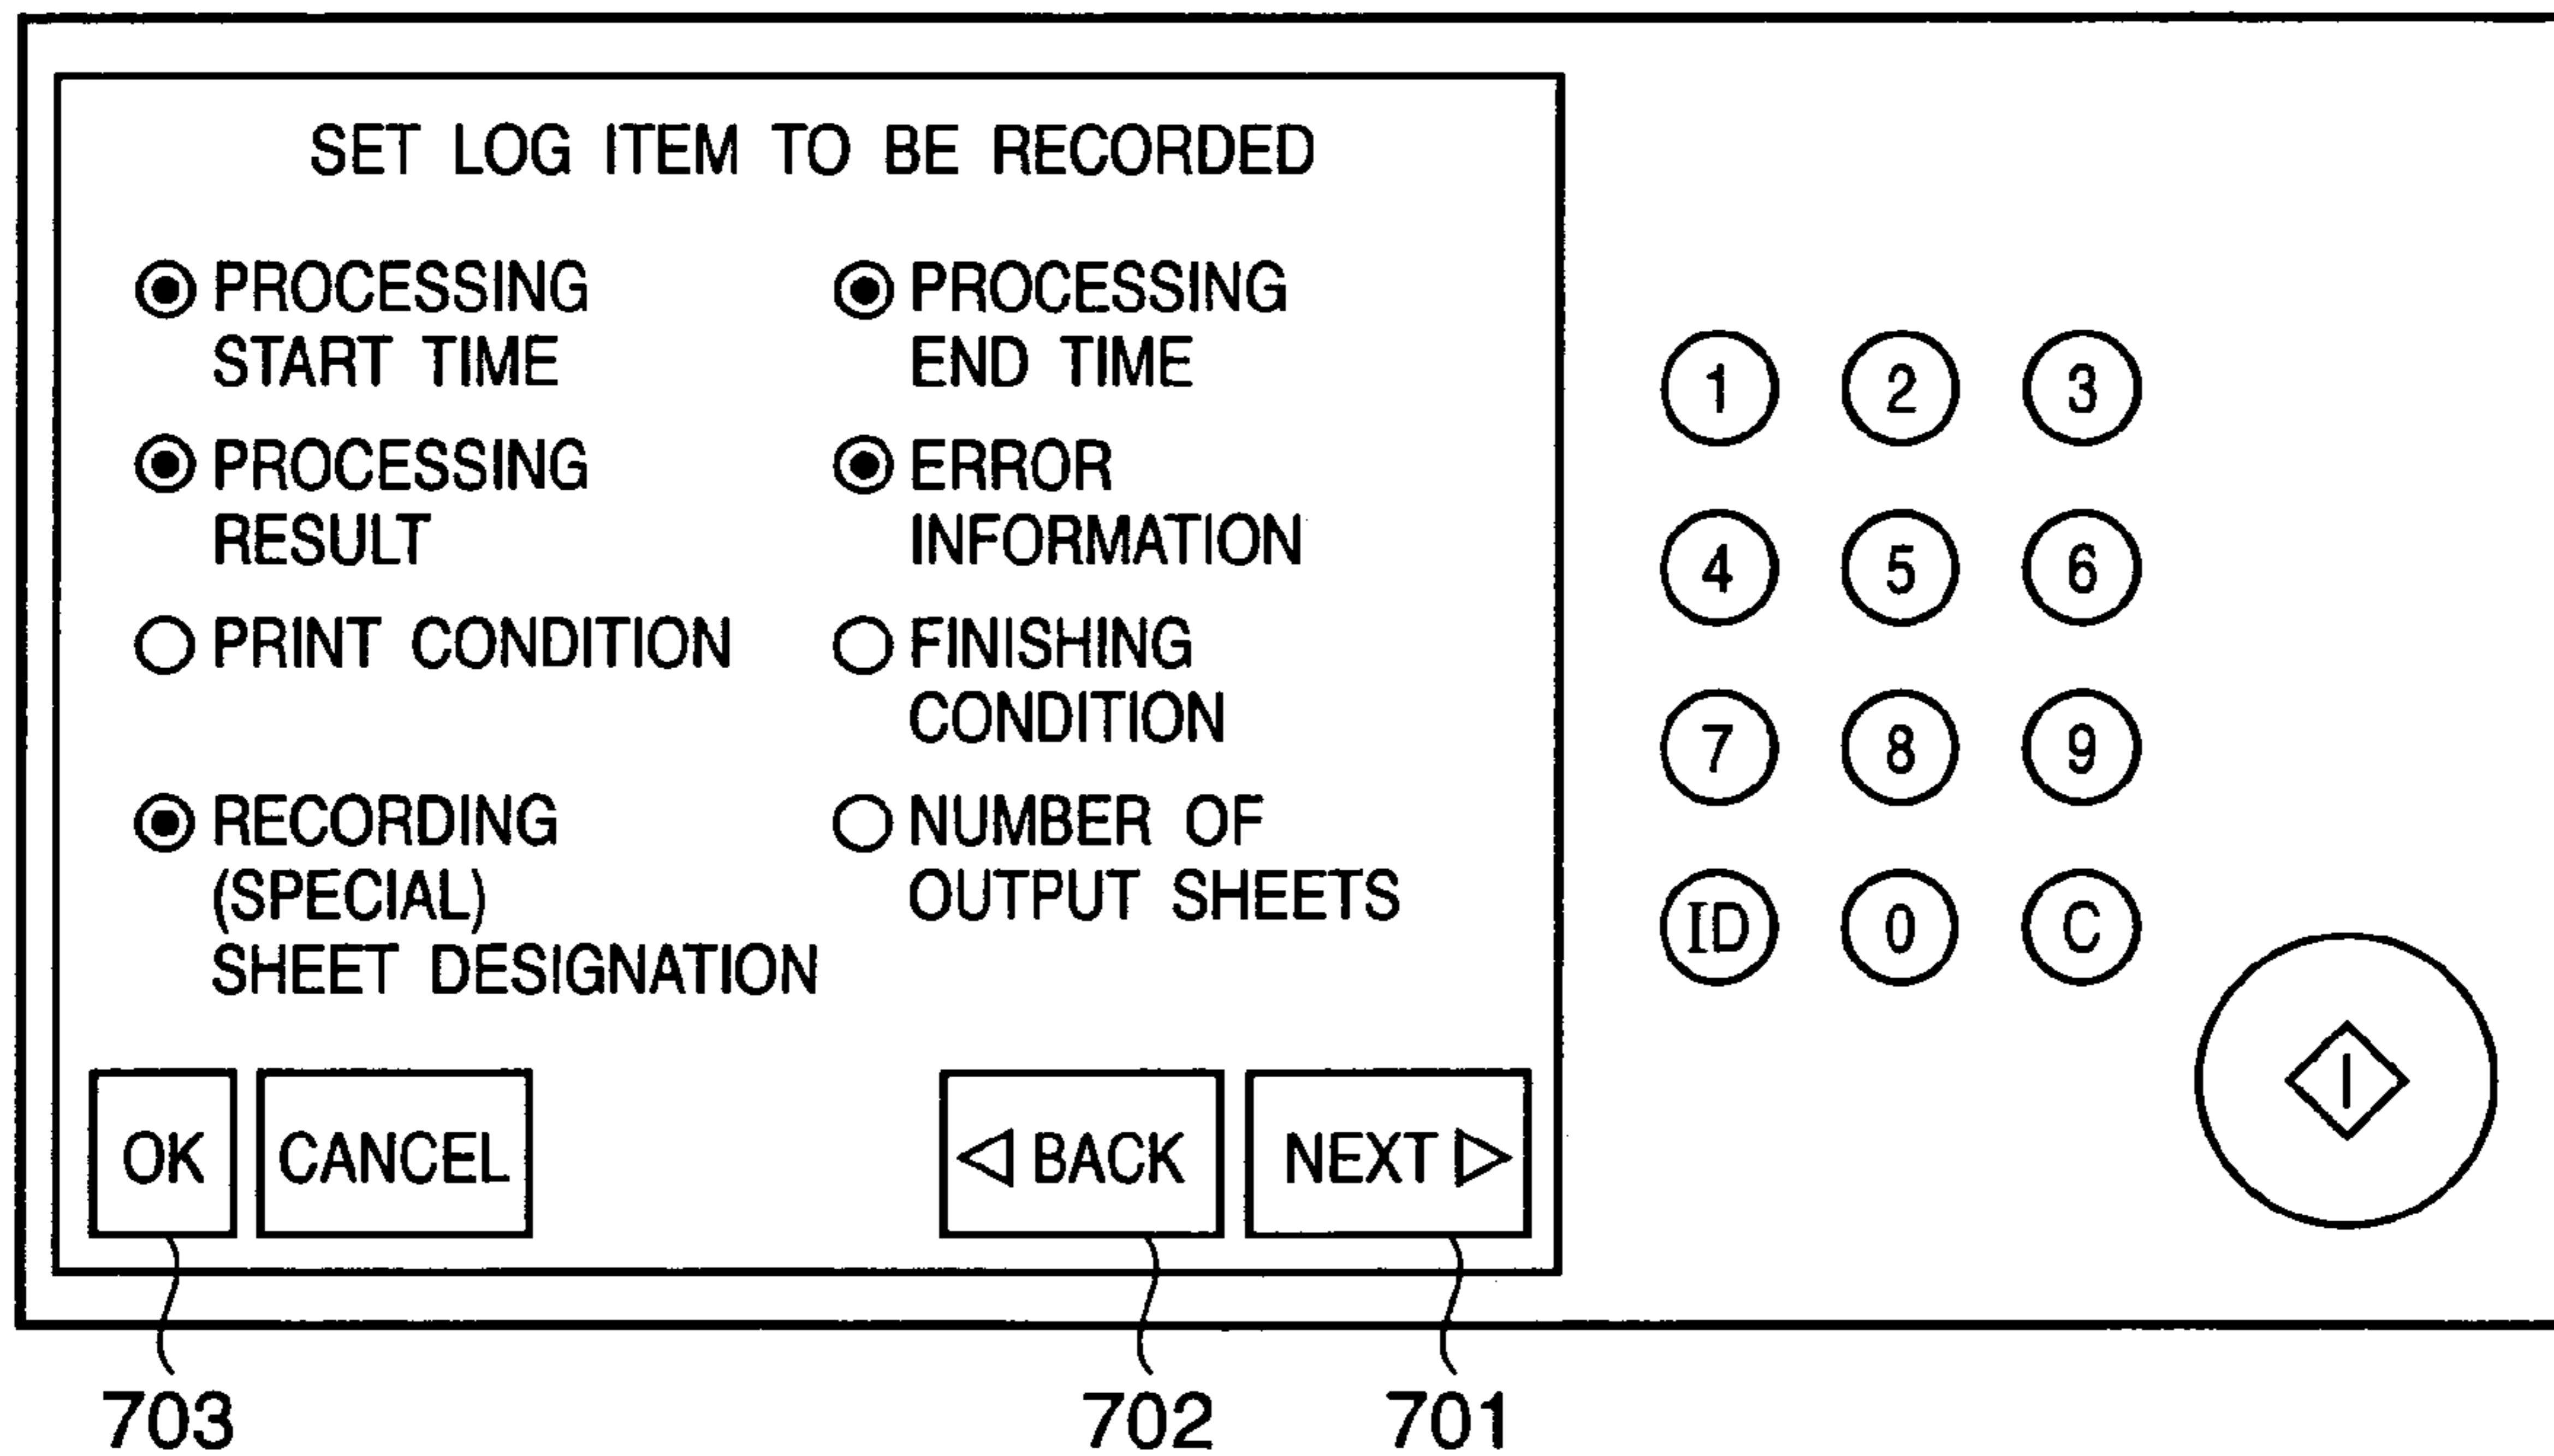 SET LOG ITEM TO BE RECORDED
PROCESSING
START TIME
PROCESSING
END TIME
PROCESSING
RESULT
ERROR
INFORMATION
PRINT CONDITION
FINISHING
CONDITION
RECORDING
(SPECIAL)
SHEET DESIGNATION
NUMBER OF
OUTPUT SHEETS
OK
CANCEL
BACK
NEXT
1 2 3
4 5 6
7 8 9
ID 0 C
703
702
701